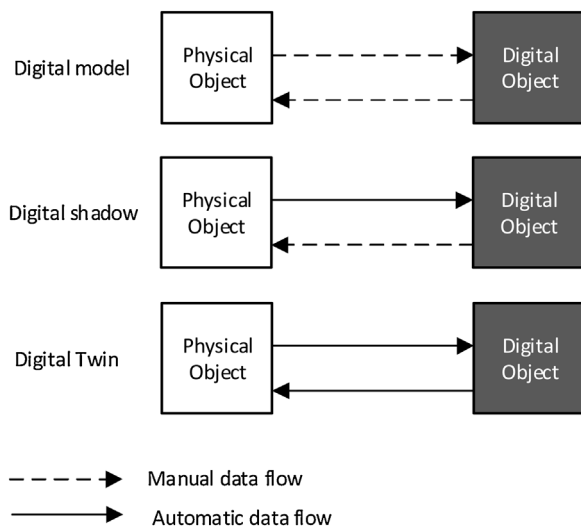 Digital model
Physical
Object
Digital
Object
Digital shadow
Physical
Object
Digital
Object
Digital Twin
Physical
Object
Digital
Object
Manual data flow
Automatic data flow